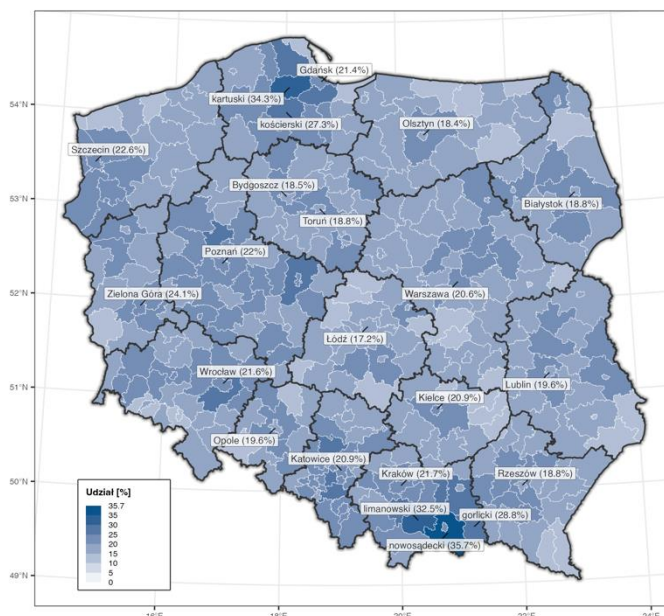 Gdańsk (21.4%)
54°N
kartuski (34.3%)
kościerski (27.3%)
Olsztyn (18.4%)
Szczecin (22.6%)
Bydgoszcz (18.5%)
53°N
Białystok (18.8%)
Toruń (18.8%)
Poznań (22%)
Zielona Góra (24.1%)
Warszawa (20.6%)
52°N
Łódź (17.2%)
Wrocław (21.6%)
Lublin (19.6%)
51°N
Kielce (20.9%)
Opole (19.6%)
Katowice (20.9%)
Kraków (21.7%)
Rzeszów (18.8%)
50°N
limanowski (32.5%)
gorlicki (28.8%)
nowosądecki (35.7%)
Udział [%]
35.7
35
30
25
20
15
10
5
0
49°N